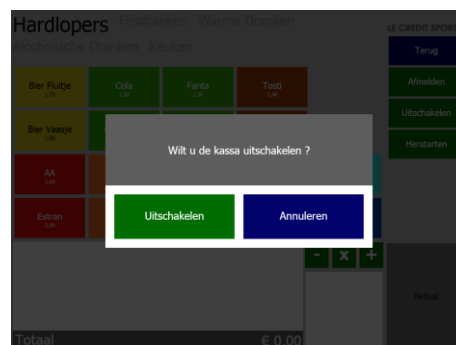 Hardlopers Frisdranken Warme Dranken
Alcoholische Dranken Keuken
LE CREDIT SPORT
Terug
Afmelden
Uitschakelen
Herstarten
Bier Fluitje
Cola
Fanta
Tosti
Bier Vaasje
AA
Extran
Wilt u de kassa uitschakelen ?
Uitschakelen
Annuleren
- x +
Betaal
Totaal € 0,00